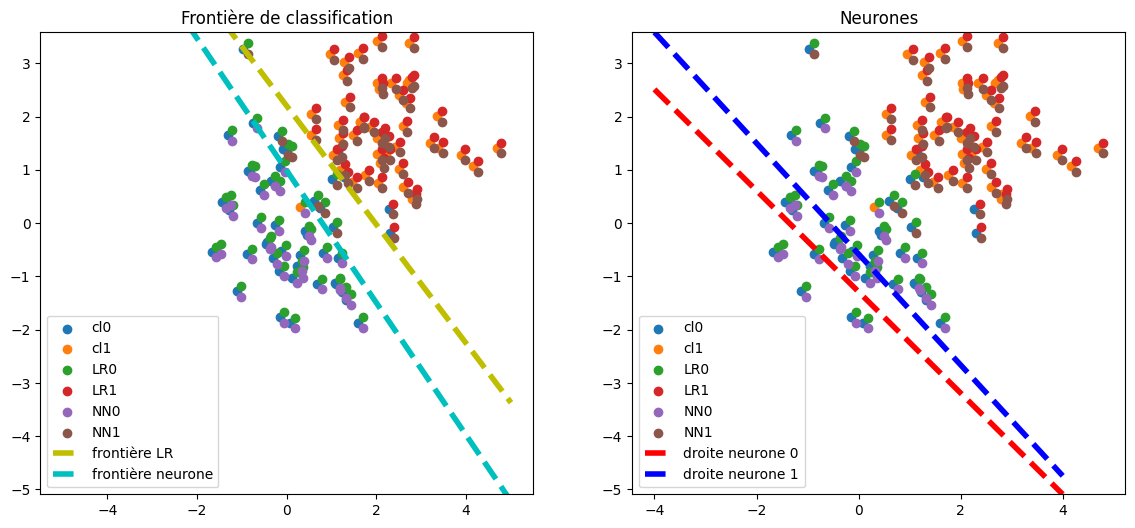 Frontière de classification
3
2
1
0
−1
−2
−3
−4
−5
−4
−2
0
2
4
cl0
cl1
LR0
LR1
NN0
NN1
frontière LR
frontière neurone
Neurones
3
2
1
0
−1
−2
−3
−4
−5
−4
−2
0
2
4
cl0
cl1
LR0
LR1
NN0
NN1
droite neurone 0
droite neurone 1